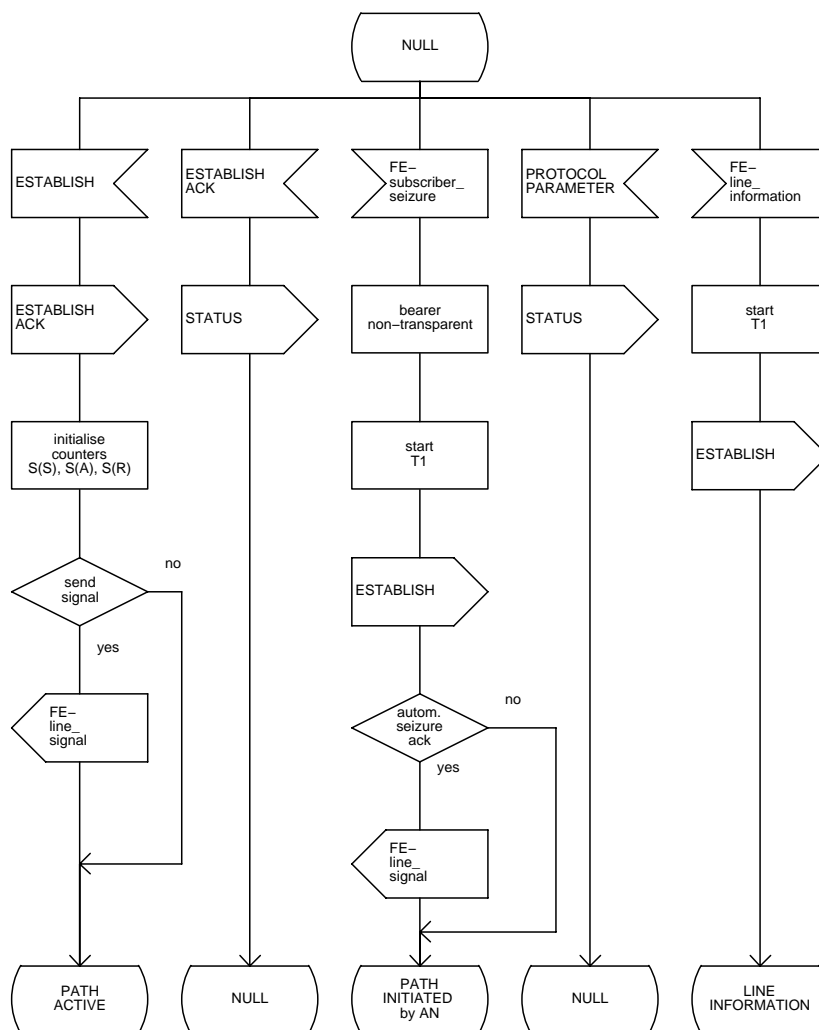 NULL
ESTABLISH
ESTABLISH
ACK
FE−
subscriber_
seizure
PROTOCOL
PARAMETER
FE−
line_
information
ESTABLISH
ACK
STATUS
bearer
non−transparent
STATUS
start
T1
initialise
counters
S(S), S(A), S(R)
start
T1
ESTABLISH
send
signal
no
yes
ESTABLISH
FE−
line_
signal
autom.
seizure
ack
no
yes
FE−
line_
signal
PATH
ACTIVE
NULL
PATH
INITIATED
by AN
NULL
LINE
INFORMATION